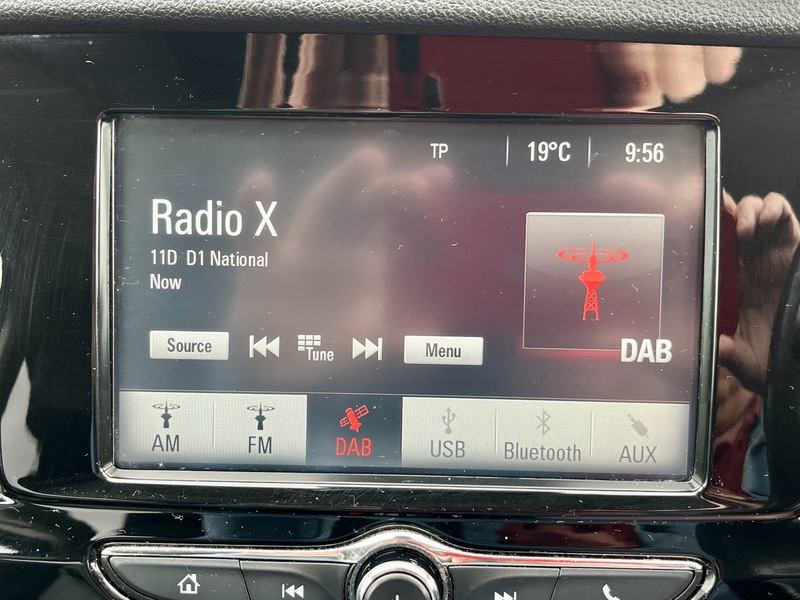 TP 19°C 9:56
Radio X
11D D1 National
Now
DAB
Source Tune Menu
AM FM DAB USB Bluetooth AUX